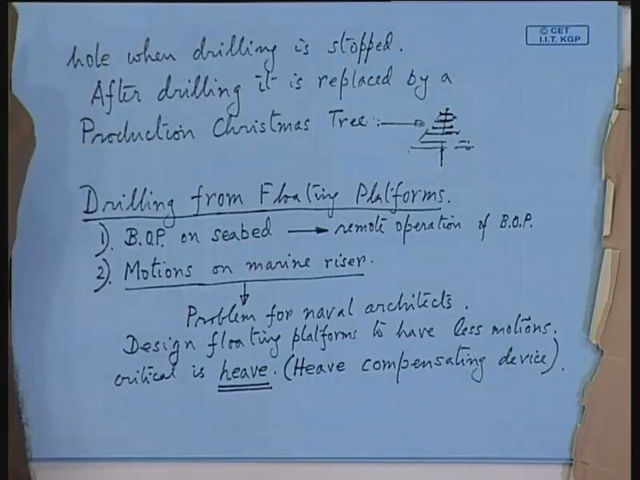 © CET
I.I.T. KGP
hole when drilling is stopped.
After drilling it is replaced by a
Production Christmas Tree:
Drilling from Floating Platforms.
1). B.O.P. on seabed → remote operation of B.O.P.
2). Motions on marine riser.
Problem for naval architects.
Design floating platforms to have less motions.
critical is heave. (Heave compensating device).